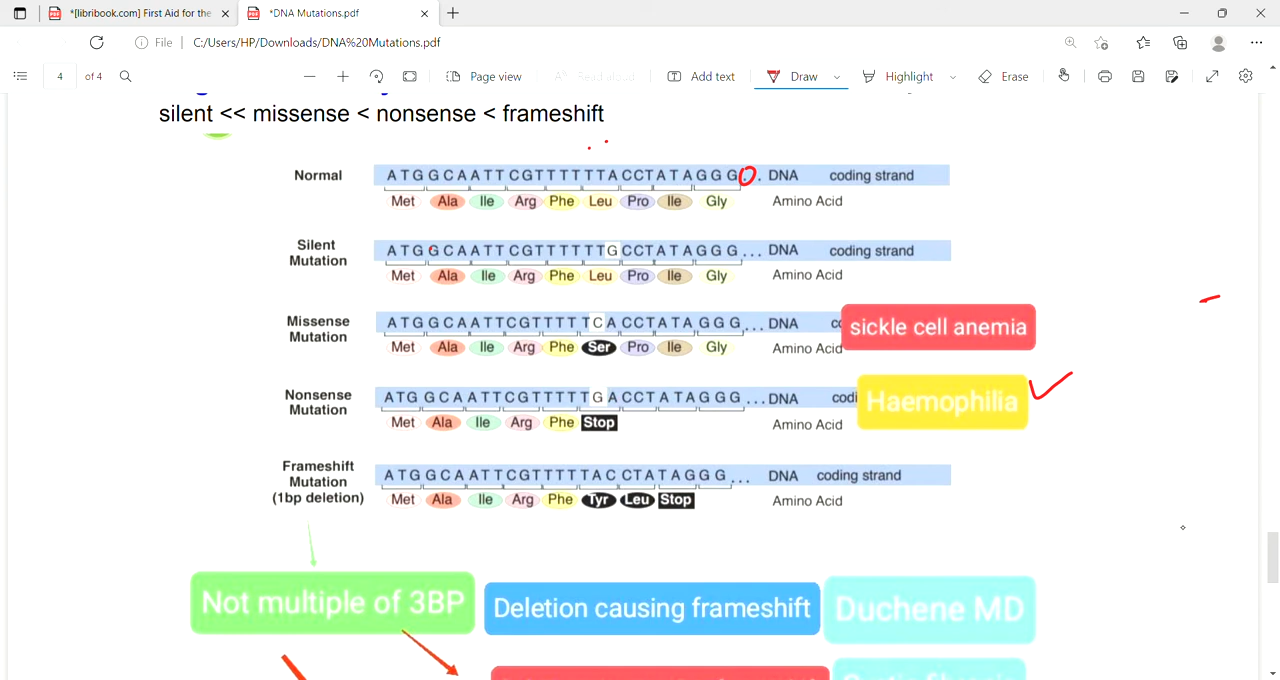 *[libribook.com] First Aid for the
*DNA Mutations.pdf
File | C:/Users/HP/Downloads/DNA%20Mutations.pdf
4 of 4
Page view
Read aloud
Add text
Draw
Highlight
Erase
silent << missense < nonsense < frameshift
Normal
ATGGCAATTCGTTTTTTACCTATAGGG... DNA coding strand
Met Ala Ile Arg Phe Leu Pro Ile Gly Amino Acid
Silent
Mutation
ATGGCAATTCGTTTTTTGCCTATAGGG... DNA coding strand
Met Ala Ile Arg Phe Leu Pro Ile Gly Amino Acid
Missense
Mutation
ATGGCAATTCGTTTTTCACCTATAGGG... DNA
Met Ala Ile Arg Phe Ser Pro Ile Gly Amino Acid
sickle cell anemia
Nonsense
Mutation
ATGGCAATTCGTTTTTGACCTATAGGG... DNA codi
Met Ala Ile Arg Phe Stop Amino Acid
Haemophilia
Frameshift
Mutation
(1bp deletion)
ATGGCAATTCGTTTTTACCTATAGGG... DNA coding strand
Met Ala Ile Arg Phe Tyr Leu Stop Amino Acid
Not multiple of 3BP
Deletion causing frameshift
Duchene MD